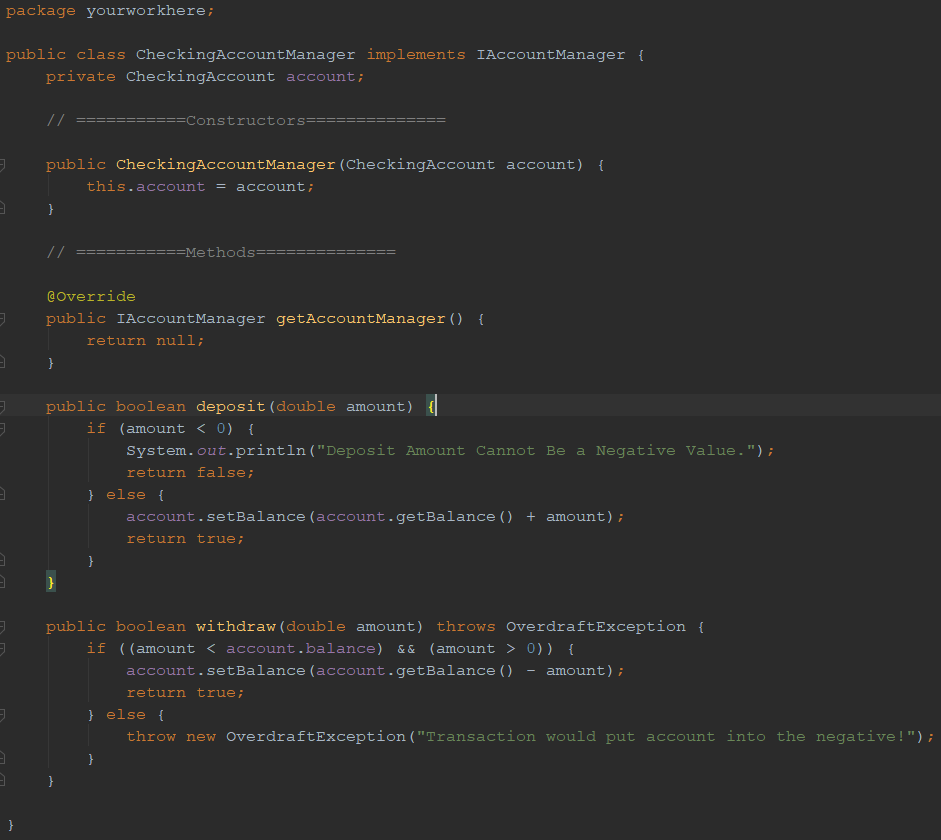 package yourworkhere;
public class CheckingAccountManager implements IAccountManager {
private CheckingAccount account;
// ===========Constructors==============
public CheckingAccountManager(CheckingAccount account) {
this.account = account;
}
// ===========Methods==============
@Override
public IAccountManager getAccountManager() {
return null;
}
public boolean deposit(double amount) {
if (amount < 0) {
System.out.println("Deposit Amount Cannot Be a Negative Value.");
return false;
} else {
account.setBalance(account.getBalance() + amount);
return true;
}
}
public boolean withdraw(double amount) throws OverdraftException {
if ((amount < account.balance) && (amount > 0)) {
account.setBalance(account.getBalance() - amount);
return true;
} else {
throw new OverdraftException("Transaction would put account into the negative!");
}
}
}